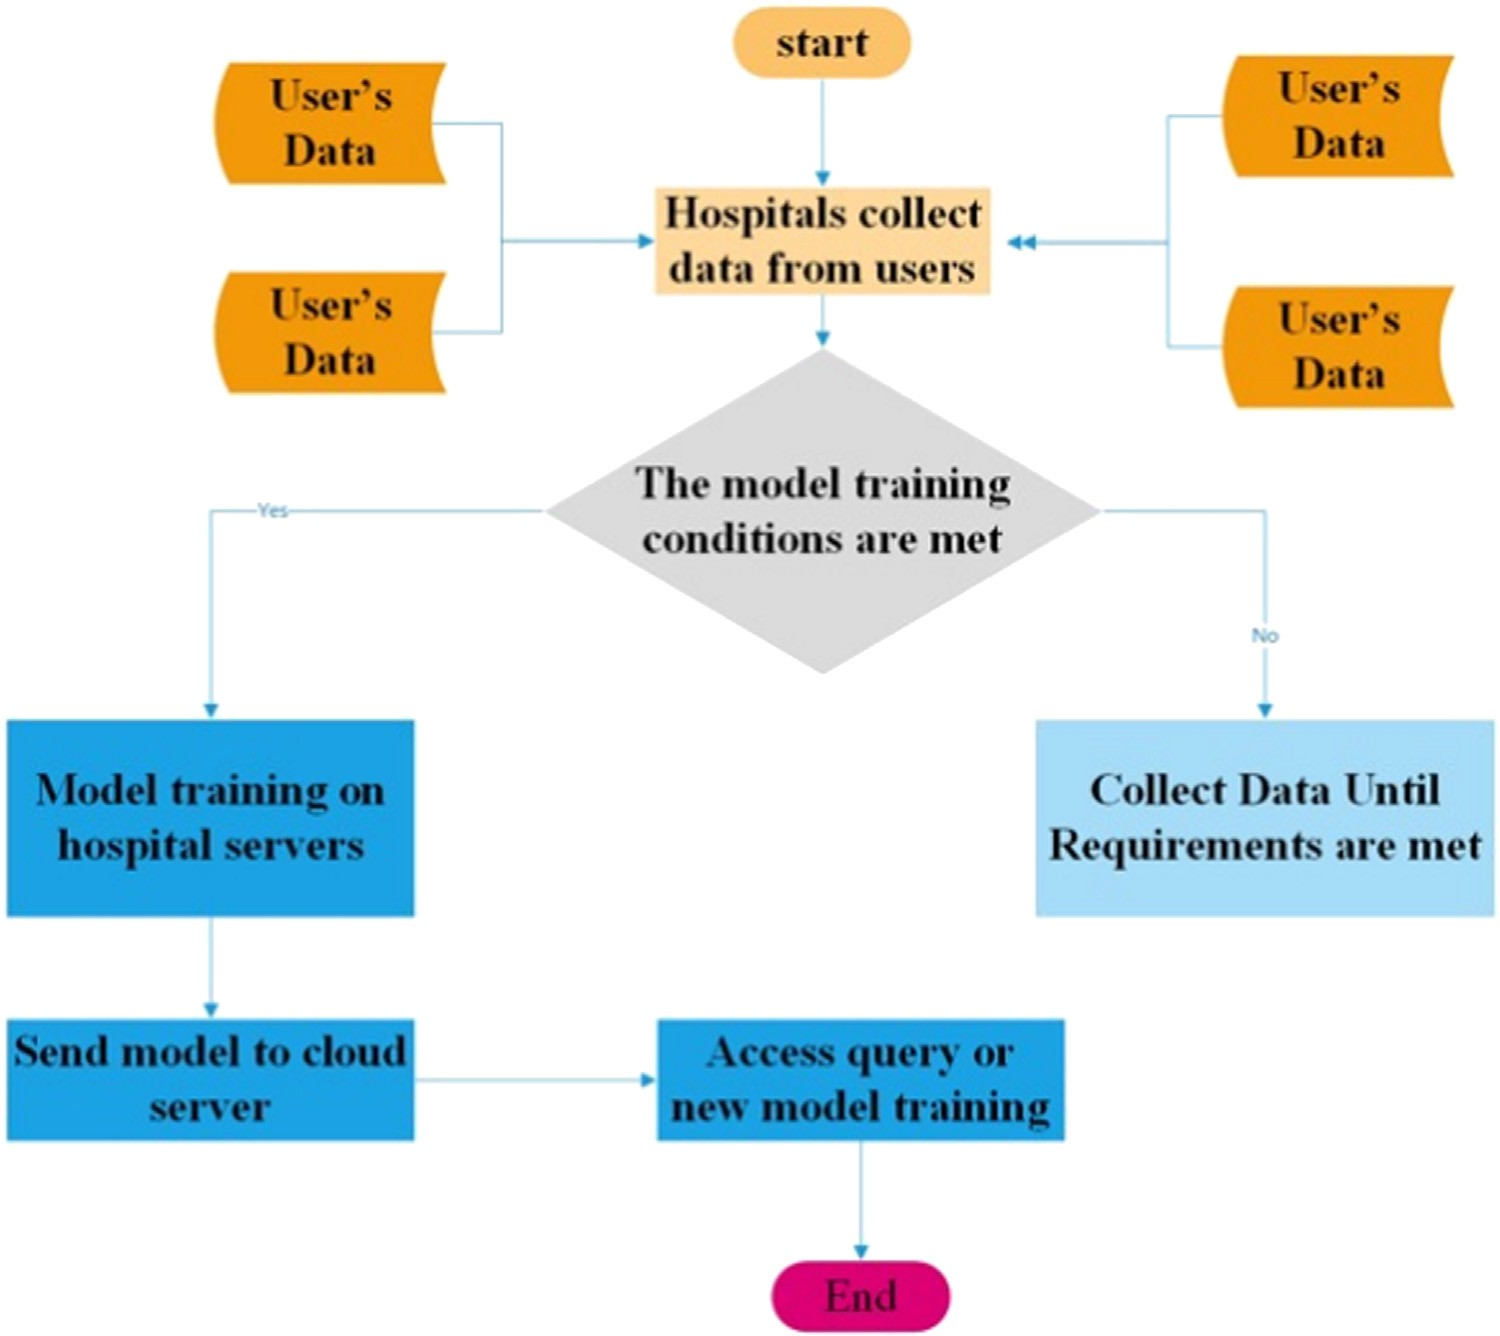 start
User’s
Data
User’s
Data
Hospitals collect
data from users
User’s
Data
User’s
Data
The model training
conditions are met
Yes
No
Model training on
hospital servers
Collect Data Until
Requirements are met
Send model to cloud
server
Access query or
new model training
End